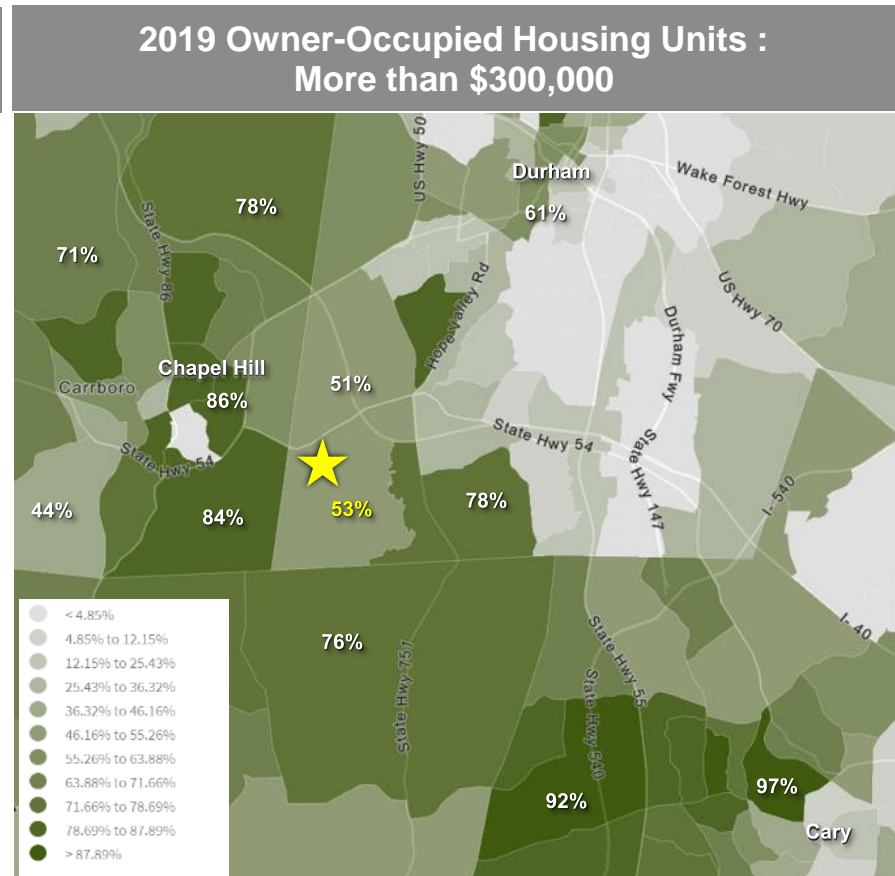 2019 Owner-Occupied Housing Units :
More than $300,000
US Hwy 50
Durham
Wake Forest Hwy
78%
61%
State Hwy 86
71%
Hope Valley Rd
US Hwy 70
Durham Fwy
Chapel Hill
51%
Carrboro
86%
State Hwy 54
State Hwy 54
State Hwy 147
I- 540
44%
84%
53%
78%
< 4.85%
4.85% to 12.15%
12.15% to 25.43%
25.43% to 36.32%
36.32% to 46.16%
46.16% to 55.26%
55.26% to 63.88%
63.88% to 71.66%
71.66% to 78.69%
78.69% to 87.89%
> 87.89%
I- 40
76%
State Hwy 751
State Hwy 55
State Hwy 540
92%
97%
Cary